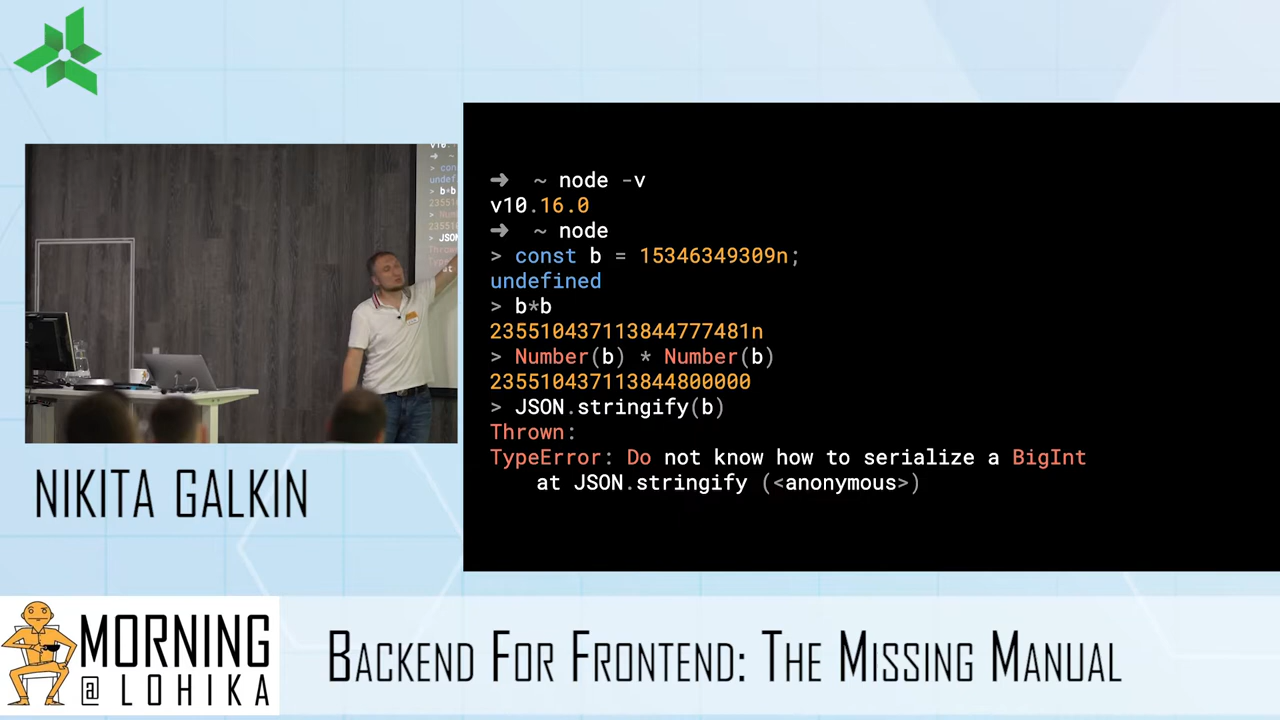 ➜ ~ node -v
v10.16.0
➜ ~ node
> const b = 15346349309n;
undefined
> b*b
235510437113844777481n
> Number(b) * Number(b)
235510437113844800000
> JSON.stringify(b)
Thrown:
TypeError: Do not know how to serialize a BigInt
    at JSON.stringify (<anonymous>)
NIKITA GALKIN
MORNING
@ LOHIKA
BACKEND FOR FRONTEND: THE MISSING MANUAL